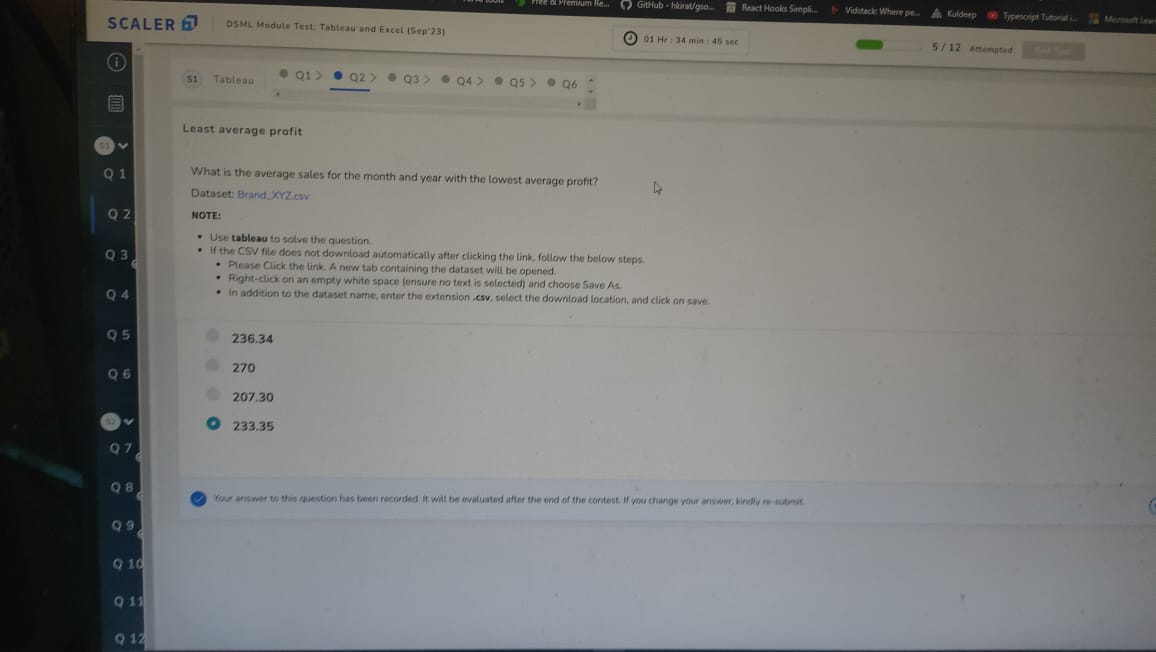 Free & Premium Re...
GitHub - hkirat/gso...
React Hooks Simpli...
Vidstack: Where pe...
Kuldeep
Typescript Tutorial i...
Microsoft Lear
SCALER
DSML Module Test: Tableau and Excel (Sep'23)
01 Hr : 34 min : 45 sec
5 / 12 Attempted
End Test
S1 Tableau
Q1 > Q2 > Q3 > Q4 > Q5 > Q6
S1
Q 1
Q 2
Q 3
Q 4
Q 5
Q 6
S2
Q 7
Q 8
Q 9
Q 10
Q 11
Q 12
Least average profit
What is the average sales for the month and year with the lowest average profit?
Dataset: Brand_XYZ.csv
NOTE:
• Use tableau to solve the question.
• If the CSV file does not download automatically after clicking the link, follow the below steps.
• Please Click the link. A new tab containing the dataset will be opened.
• Right-click on an empty white space (ensure no text is selected) and choose Save As.
• In addition to the dataset name, enter the extension .csv, select the download location, and click on save.
236.34
270
207.30
233.35
Your answer to this question has been recorded. It will be evaluated after the end of the contest. If you change your answer, kindly re-submit.